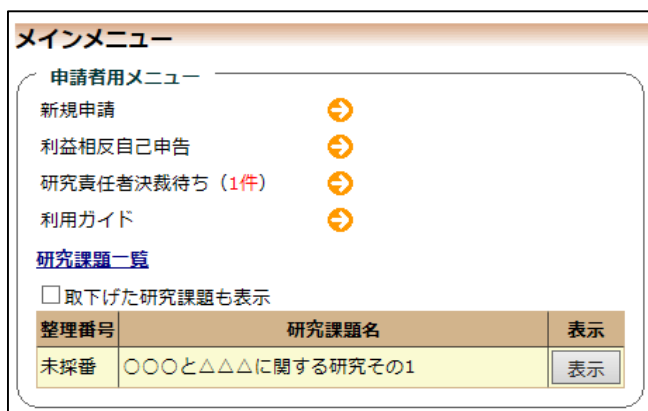 メインメニュー
申請者用メニュー
新規申請
利益相反自己申告
研究責任者決裁待ち（1件）
利用ガイド
研究課題一覧
取下げた研究課題も表示
整理番号 研究課題名 表示
未採番 〇〇〇と△△△に関する研究その1 表示